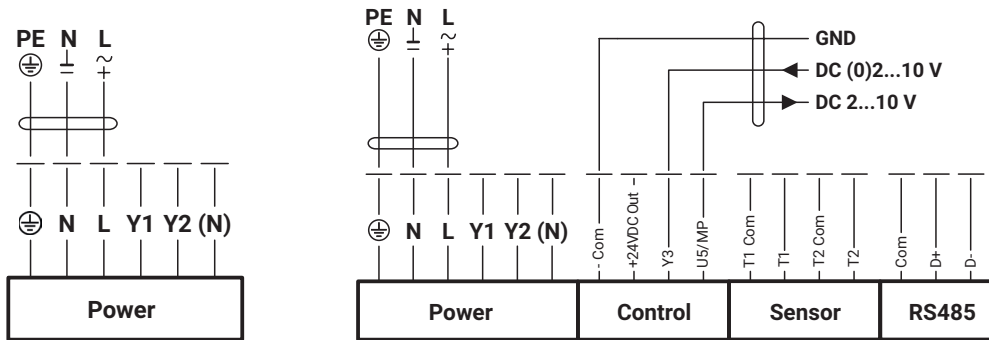 PE N L
N L Y1 Y2 (N)
Power
PE N L
GND
DC (0)2...10 V
DC 2...10 V
N L Y1 Y2 (N)
- Com
+24VDC Out
Y3
U5/MP
T1 Com
T1
T2 Com
T2
Com
D+
D-
Power
Control
Sensor
RS485